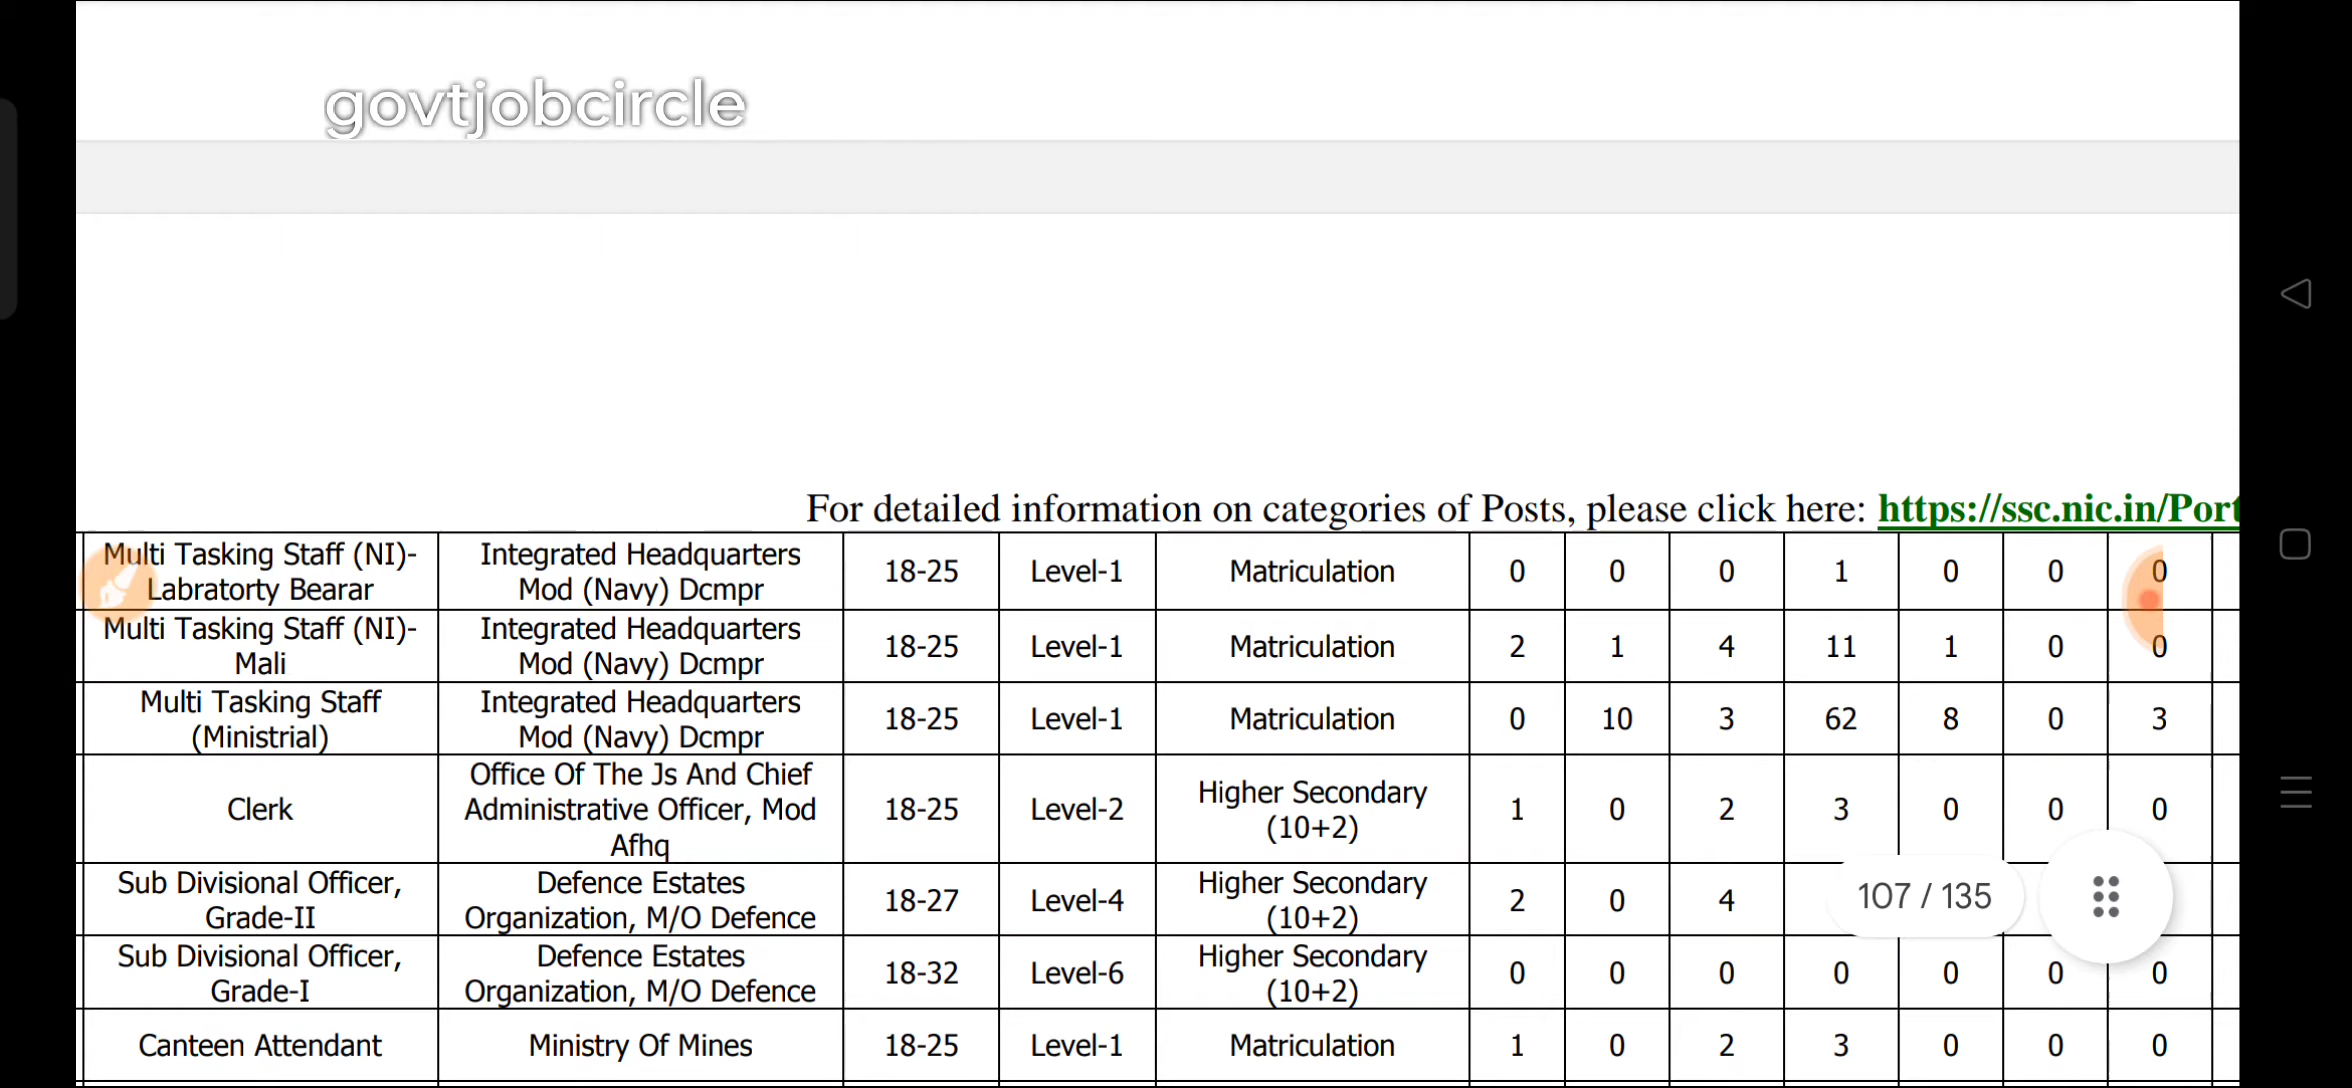 govtjobcircle
For detailed information on categories of Posts, please click here: https://ssc.nic.in/Port
Multi Tasking Staff (NI)- Integrated Headquarters 18-25 Level-1 Matriculation 0 0 0 1 0 0 0
Labratorty Bearar Mod (Navy) Dcmpr
Multi Tasking Staff (NI)- Integrated Headquarters 18-25 Level-1 Matriculation 2 1 4 11 1 0 0
Mali Mod (Navy) Dcmpr
Multi Tasking Staff Integrated Headquarters 18-25 Level-1 Matriculation 0 10 3 62 8 0 3
(Ministrial) Mod (Navy) Dcmpr
Office Of The Js And Chief Higher Secondary
Clerk Administrative Officer, Mod 18-25 Level-2 (10+2) 1 0 2 3 0 0 0
Afhq
Sub Divisional Officer, Defence Estates 18-27 Level-4 Higher Secondary 2 0 4
Grade-II Organization, M/O Defence (10+2)
107 / 135
Sub Divisional Officer, Defence Estates 18-32 Level-6 Higher Secondary 0 0 0 0 0 0 0
Grade-I Organization, M/O Defence (10+2)
Canteen Attendant Ministry Of Mines 18-25 Level-1 Matriculation 1 0 2 3 0 0 0